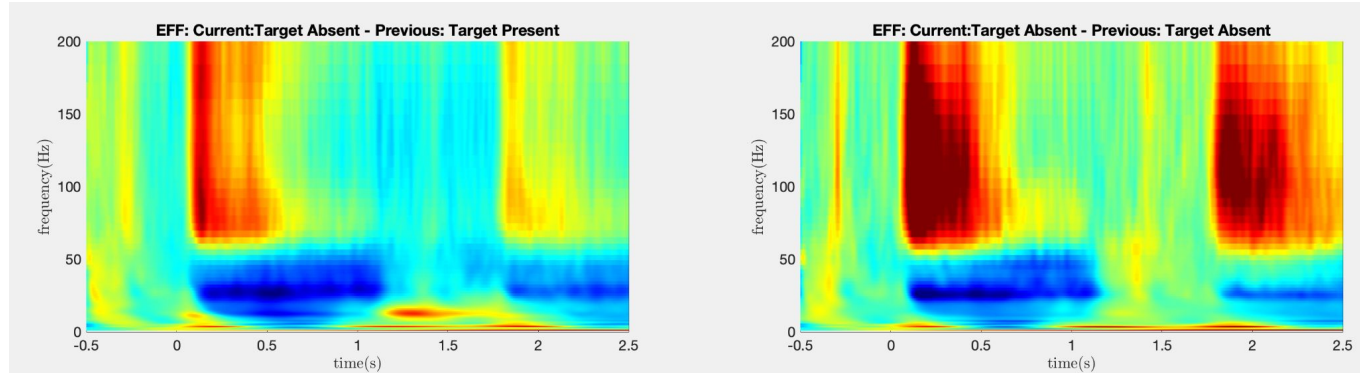 EFF: Current:Target Absent - Previous: Target Present
200
150
100
50
0
frequency(Hz)
-0.5 0 0.5 1 1.5 2 2.5
time(s)
EFF: Current:Target Absent - Previous: Target Absent
200
150
100
50
0
frequency(Hz)
-0.5 0 0.5 1 1.5 2 2.5
time(s)